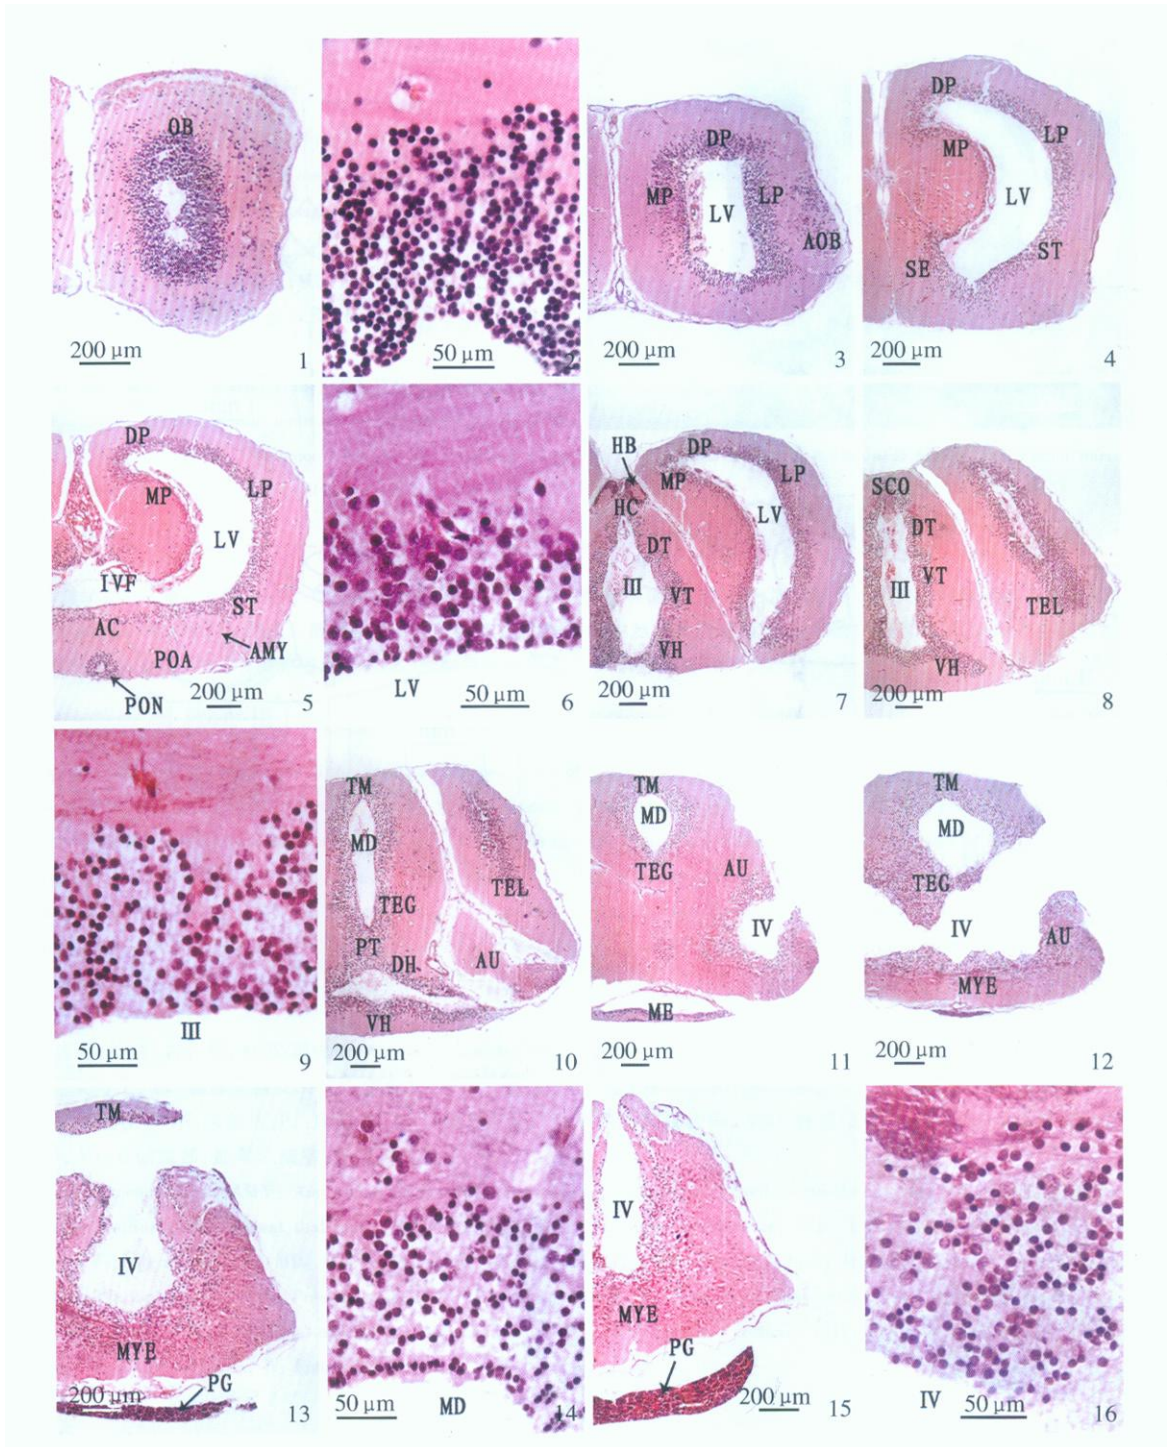 OB
200 μm
1
50 μm
2
DP
MP
LV
LP
AOB
200 μm
3
DP
MP
LP
LV
SE
ST
200 μm
4
DP
MP
LP
LV
IVF
ST
AC
AMY
POA
PON
200 μm
5
LV
50 μm
6
HB
DP
MP
LP
HC
LV
DT
III
VT
VH
200 μm
7
SCO
DT
VT
III
TEL
VH
200 μm
8
III
50 μm
9
TM
MD
TEL
TEG
PT
DH
AU
VH
200 μm
10
TM
MD
TEG
AU
IV
ME
200 μm
11
TM
MD
TEG
IV
AU
MYE
200 μm
12
TM
IV
MYE
PG
200 μm
13
50 μm
MD
14
IV
MYE
PG
200 μm
15
IV
50 μm
16